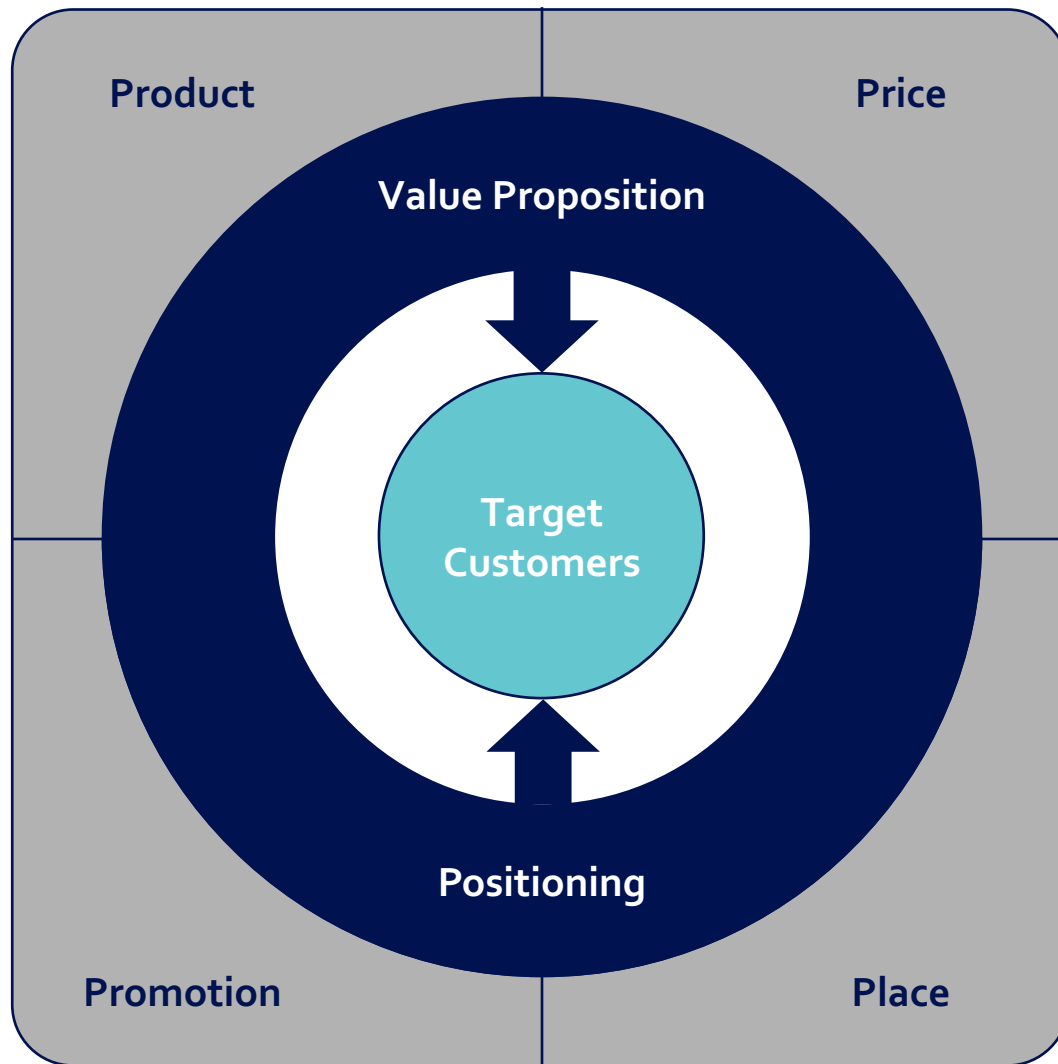 Product
Price
Value Proposition
Target
Customers
Positioning
Promotion
Place